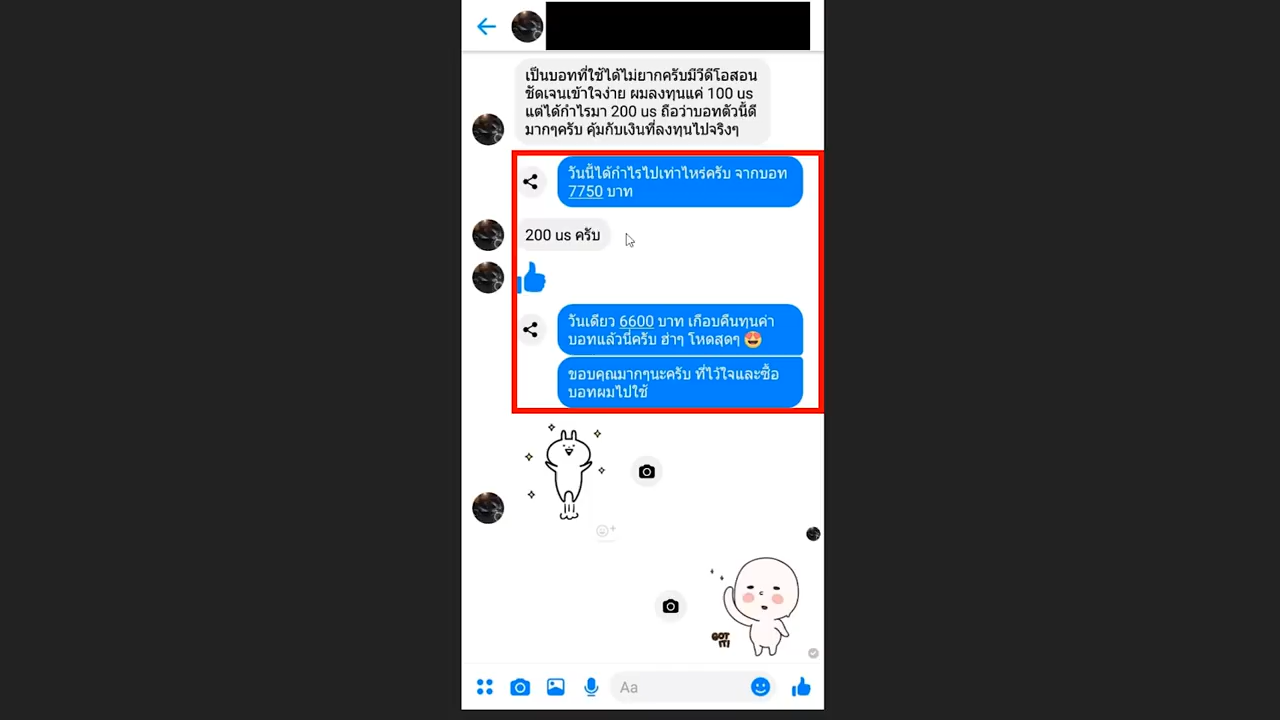 เป็นบอทที่ใช้ได้ไม่ยากครับมีวีดีโอสอน
ชัดเจนเข้าใจง่าย ผมลงทุนแค่ 100 us
แต่ได้กำไรมา 200 us ถือว่าบอทตัวนี้ดี
มากๆครับ คุ้มกับเงินที่ลงทุนไปจริงๆ
วันนี้ได้กำไรไปเท่าไหร่ครับ จากบอท
7750 บาท
200 us ครับ
วันเดียว 6600 บาท เกือบคืนทุนค่า
บอทแล้วนี่ครับ ฮ่าๆ โหดสุดๆ 🤩
ขอบคุณมากๆนะครับ ที่ไว้ใจและซื้อ
บอทผมไปใช้
GOT
IT!
Aa